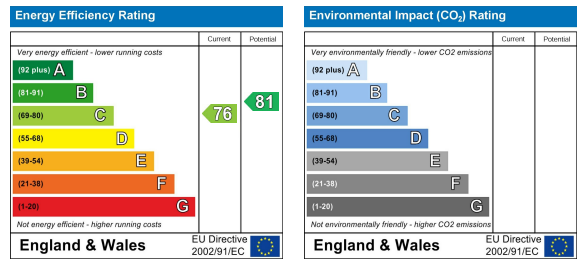 Energy Efficiency Rating
Current Potential
Very energy efficient - lower running costs
(92 plus) A
(81-91) B
(69-80) C
(55-68) D
(39-54) E
(21-38) F
(1-20) G
76
81
Not energy efficient - higher running costs
England & Wales
EU Directive
2002/91/EC
Environmental Impact (CO₂) Rating
Current Potential
Very environmentally friendly - lower CO2 emissions
(92 plus) A
(81-91) B
(69-80) C
(55-68) D
(39-54) E
(21-38) F
(1-20) G
Not environmentally friendly - higher CO2 emissions
England & Wales
EU Directive
2002/91/EC